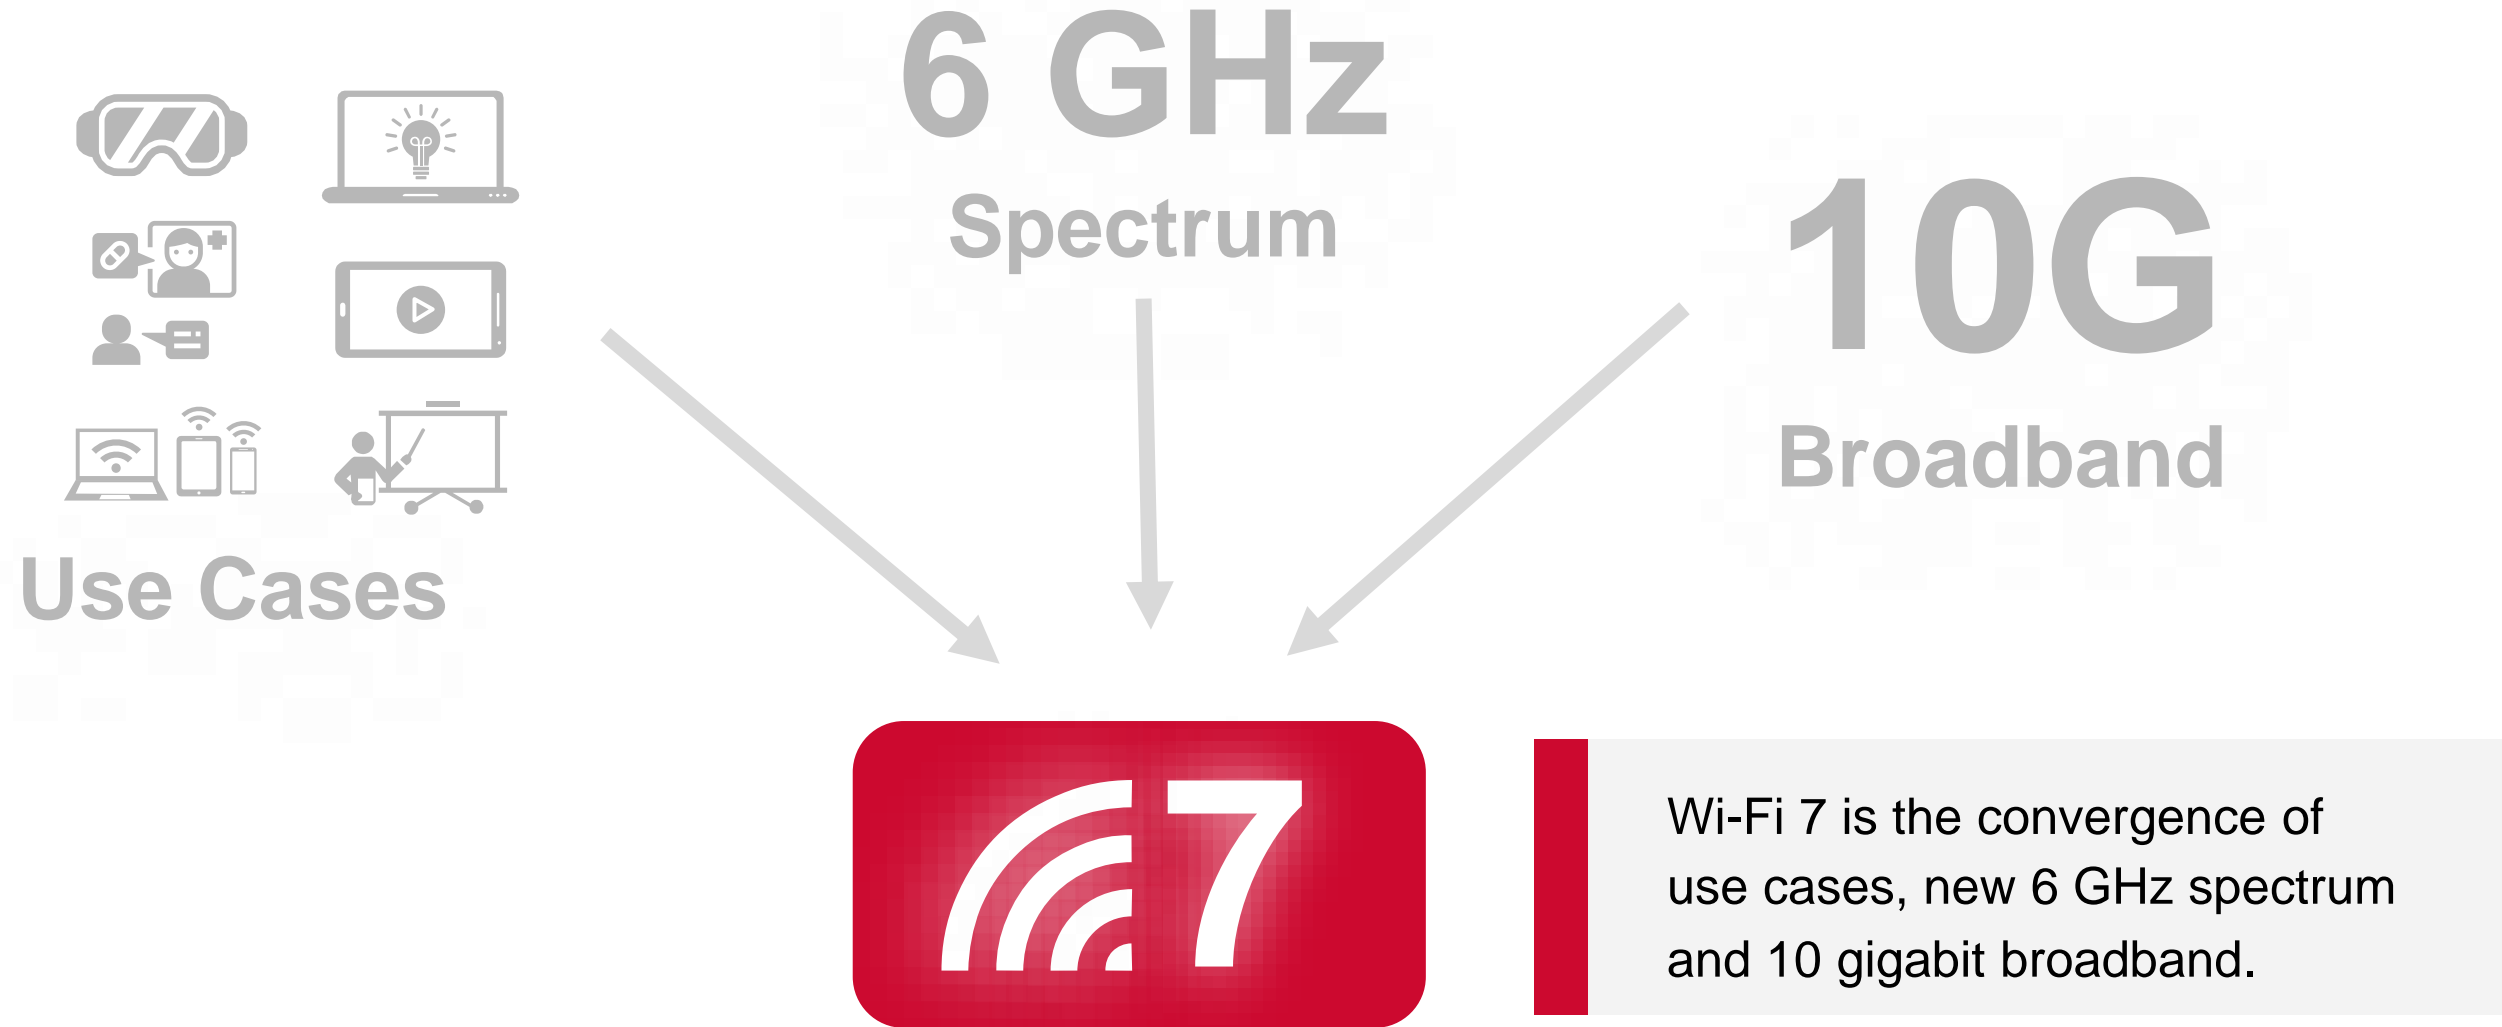 6 GHz
Spectrum
10G
Broadband
Use Cases
7
Wi-Fi 7 is the convergence of
use cases, new 6 GHz spectrum
and 10 gigabit broadband.